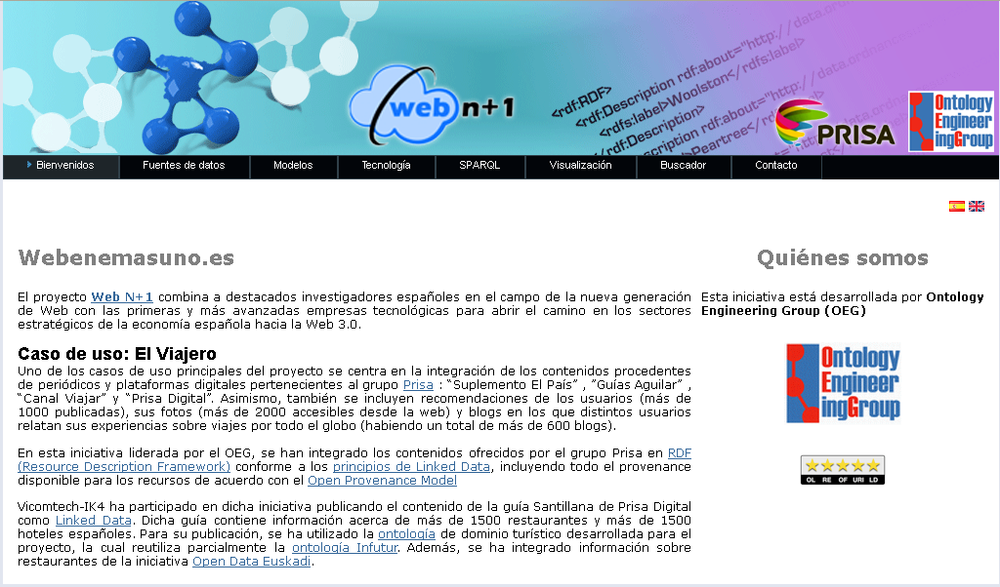 web n+1
<rdf:RDF>
<rdf:Description rdf:about="http://data.ord
<rdfs:label>Woolston</rdfs:label>
</rdf:Description>
PRISA
Ontology
Engineer
ingGroup
Bienvenidos Fuentes de datos Modelos Tecnología SPARQL Visualización Buscador Contacto
Webenemasuno.es
El proyecto Web N+1 combina a destacados investigadores españoles en el campo de la nueva generación
de Web con las primeras y más avanzadas empresas tecnológicas para abrir el camino en los sectores
estratégicos de la economía española hacia la Web 3.0.
Caso de uso: El Viajero
Uno de los casos de uso principales del proyecto se centra en la integración de los contenidos procedentes
de periódicos y plataformas digitales pertenecientes al grupo Prisa : “Suplemento El País” , ”Guías Aguilar” ,
“Canal Viajar” y “Prisa Digital”. Asimismo, también se incluyen recomendaciones de los usuarios (más de
1000 publicadas), sus fotos (más de 2000 accesibles desde la web) y blogs en los que distintos usuarios
relatan sus experiencias sobre viajes por todo el globo (habiendo un total de más de 600 blogs).
En esta iniciativa liderada por el OEG, se han integrado los contenidos ofrecidos por el grupo Prisa en RDF
(Resource Description Framework) conforme a los principios de Linked Data, incluyendo todo el provenance
disponible para los recursos de acuerdo con el Open Provenance Model
Vicomtech-IK4 ha participado en dicha iniciativa publicando el contenido de la guía Santillana de Prisa Digital
como Linked Data. Dicha guía contiene información acerca de más de 1500 restaurantes y más de 1500
hoteles españoles. Para su publicación, se ha utilizado la ontología de dominio turístico desarrollada para el
proyecto, la cual reutiliza parcialmente la ontología Infutur. Además, se ha integrado información sobre
restaurantes de la iniciativa Open Data Euskadi.
Quiénes somos
Esta iniciativa está desarrollada por Ontology
Engineering Group (OEG)
Ontology
Engineer
ingGroup
OL RE OF URI LD